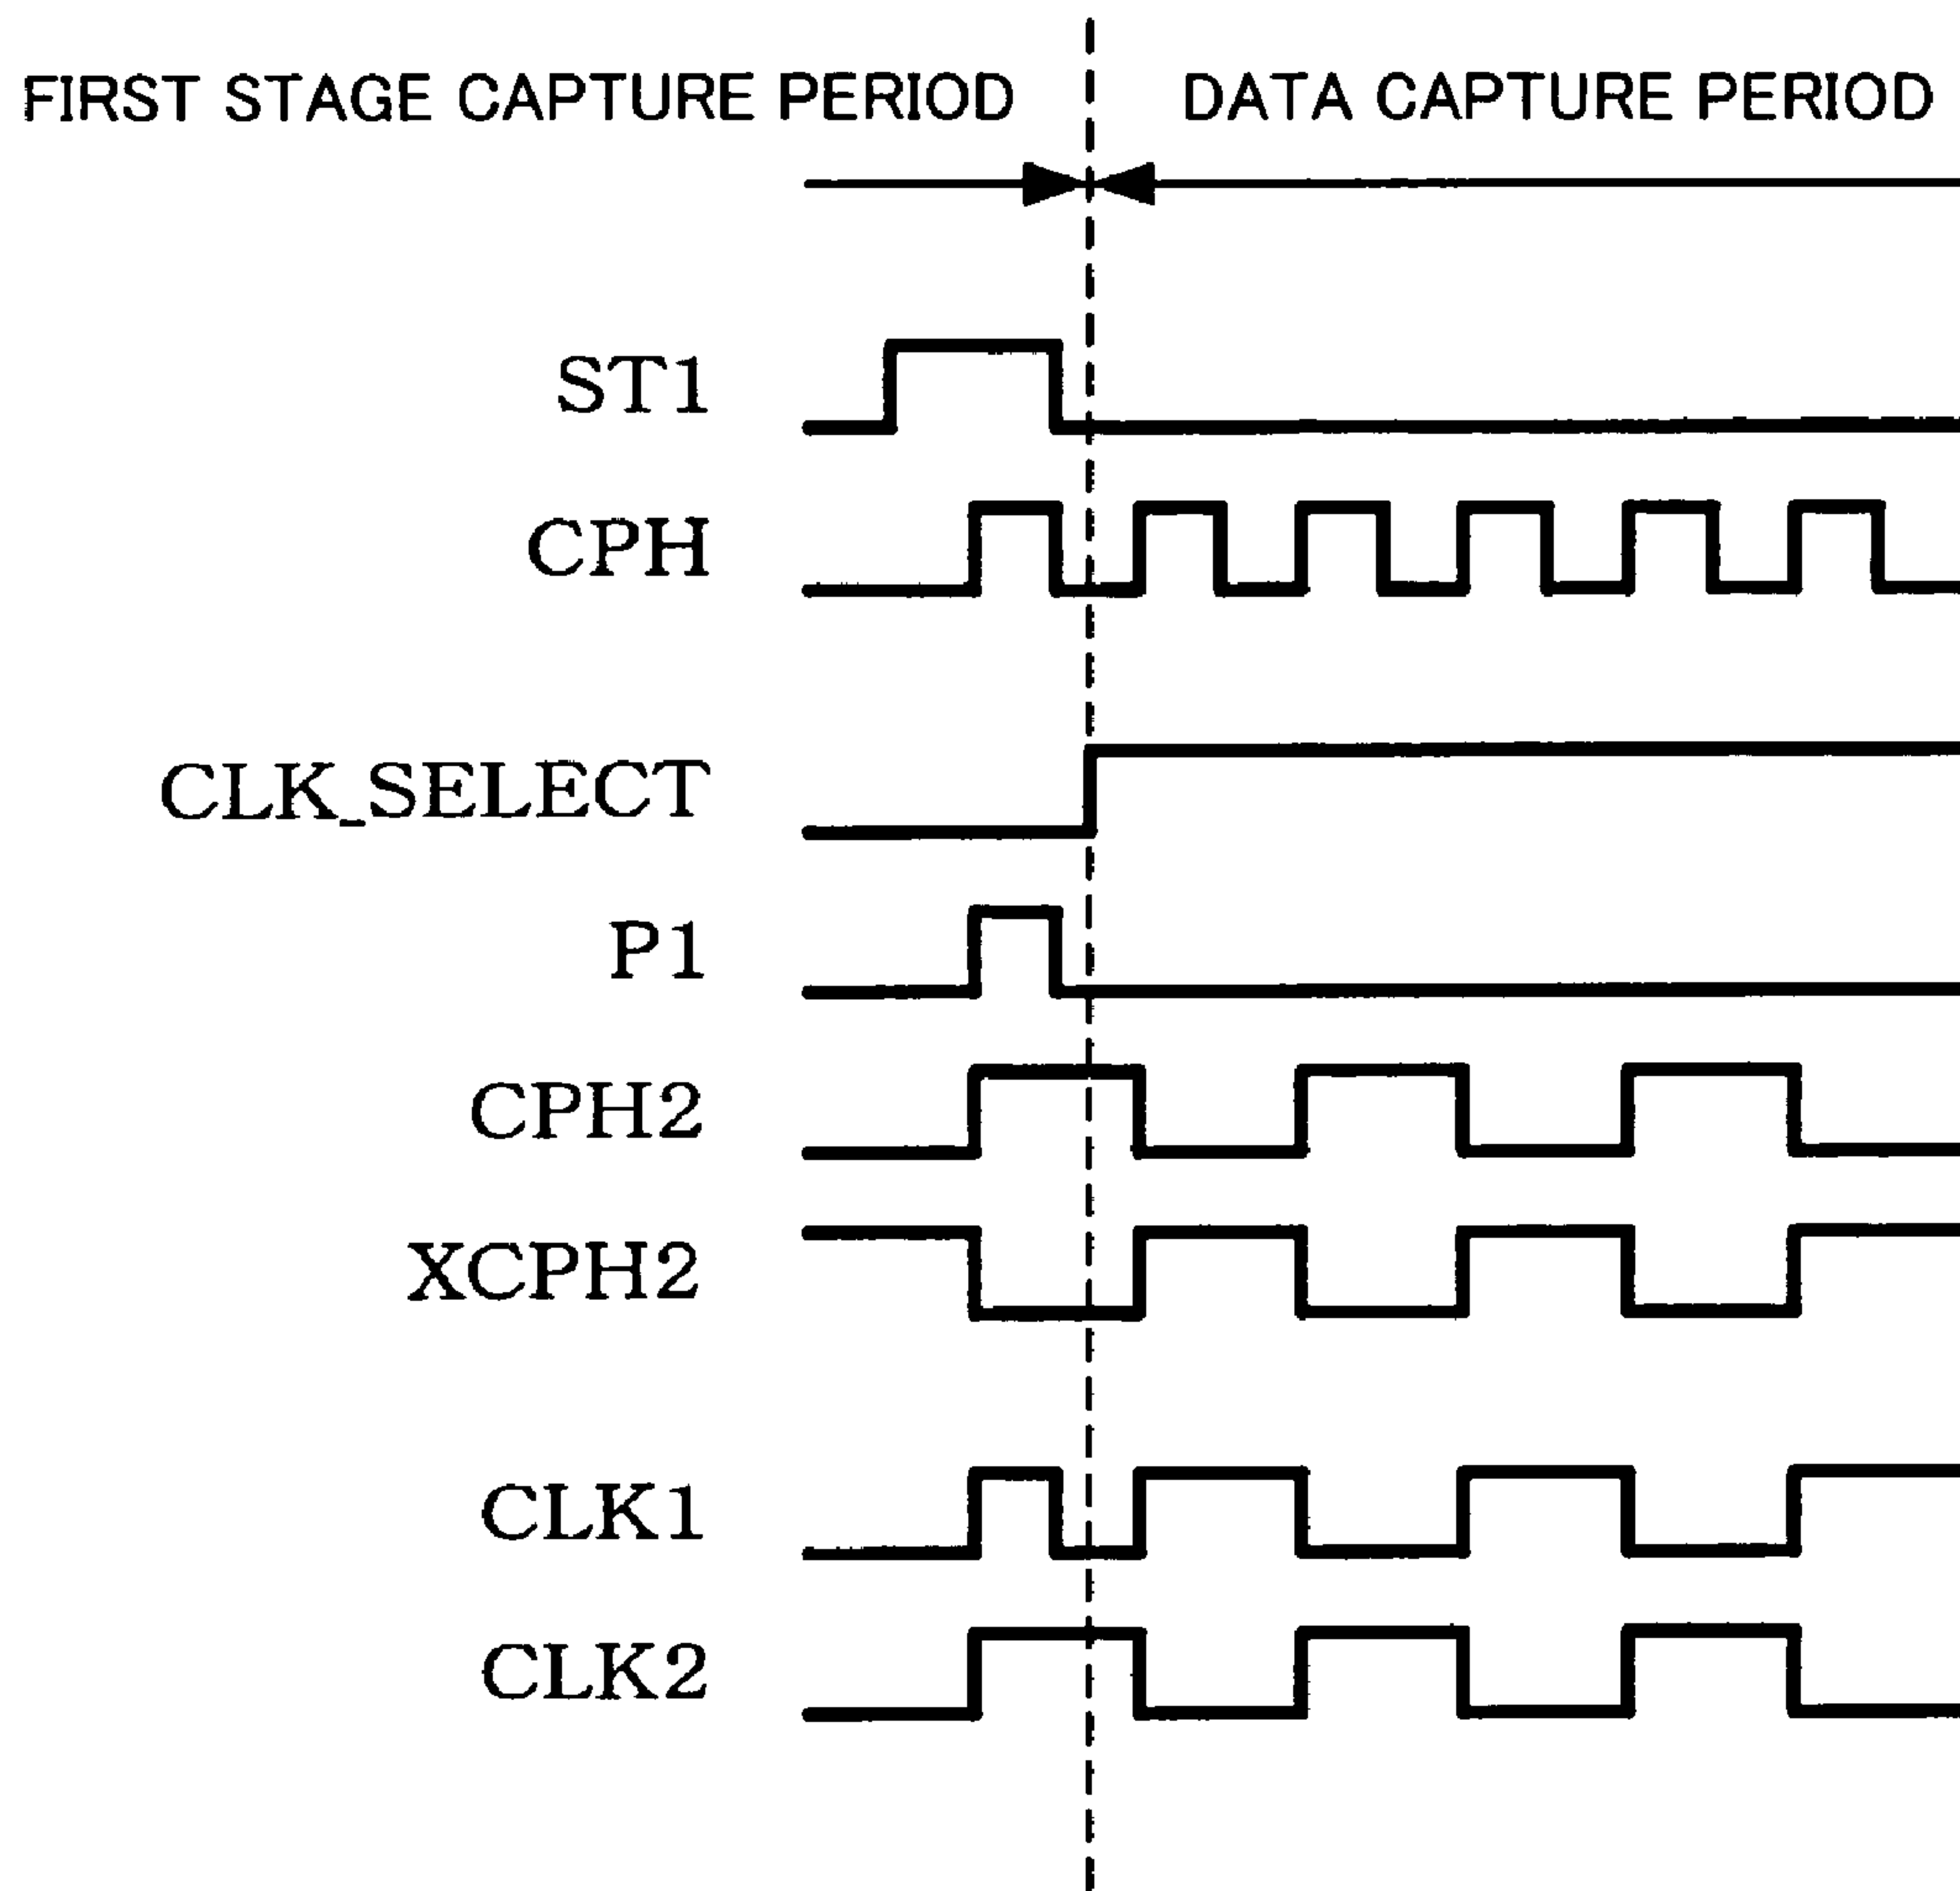 FIRST STAGE CAPTURE PERIOD DATA CAPTURE PERIOD
ST1
CPH
CLK_SELECT
P1
CPH2
XCPH2
CLK1
CLK2